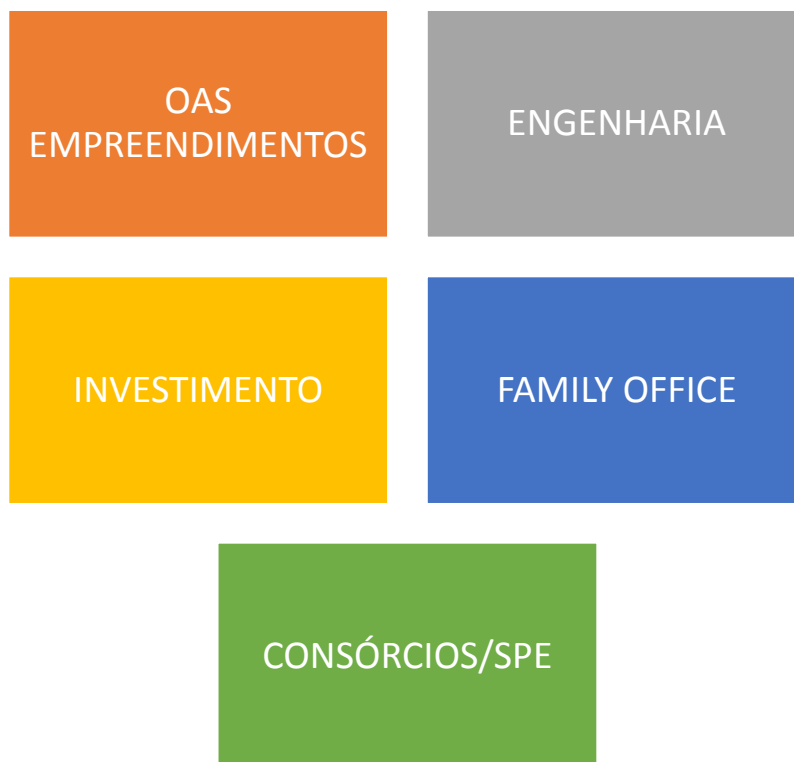 OAS
EMPREENDIMENTOS
ENGENHARIA
INVESTIMENTO
FAMILY OFFICE
CONSÓRCIOS/SPE